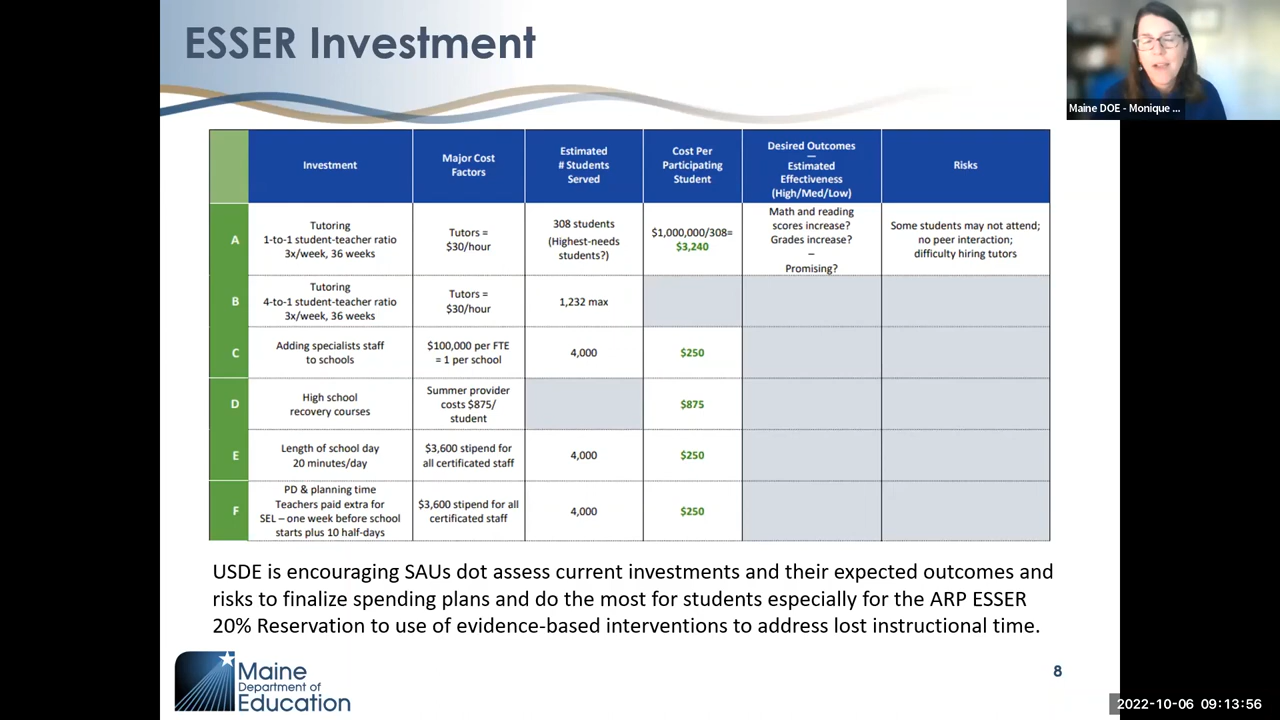 ESSER Investment
Maine DOE - Monique ...
Investment
Major Cost
Factors
Estimated
# Students
Served
Cost Per
Participating
Student
Desired Outcomes
—
Estimated
Effectiveness
(High/Med/Low)
Risks
A
Tutoring
1-to-1 student-teacher ratio
3x/week, 36 weeks
Tutors =
$30/hour
308 students
(Highest-needs
students?)
$1,000,000/308=
$3,240
Math and reading
scores increase?
Grades increase?
–
Promising?
Some students may not attend;
no peer interaction;
difficulty hiring tutors
B
Tutoring
4-to-1 student-teacher ratio
3x/week, 36 weeks
Tutors =
$30/hour
1,232 max
C
Adding specialists staff
to schools
$100,000 per FTE
= 1 per school
4,000
$250
D
High school
recovery courses
Summer provider
costs $875/
student
$875
E
Length of school day
20 minutes/day
$3,600 stipend for
all certificated staff
4,000
$250
F
PD & planning time
Teachers paid extra for
SEL – one week before school
starts plus 10 half-days
$3,600 stipend for all
certificated staff
4,000
$250
USDE is encouraging SAUs dot assess current investments and their expected outcomes and
risks to finalize spending plans and do the most for students especially for the ARP ESSER
20% Reservation to use of evidence-based interventions to address lost instructional time.
Maine
Department of
Education
8
2022-10-06 09:13:56